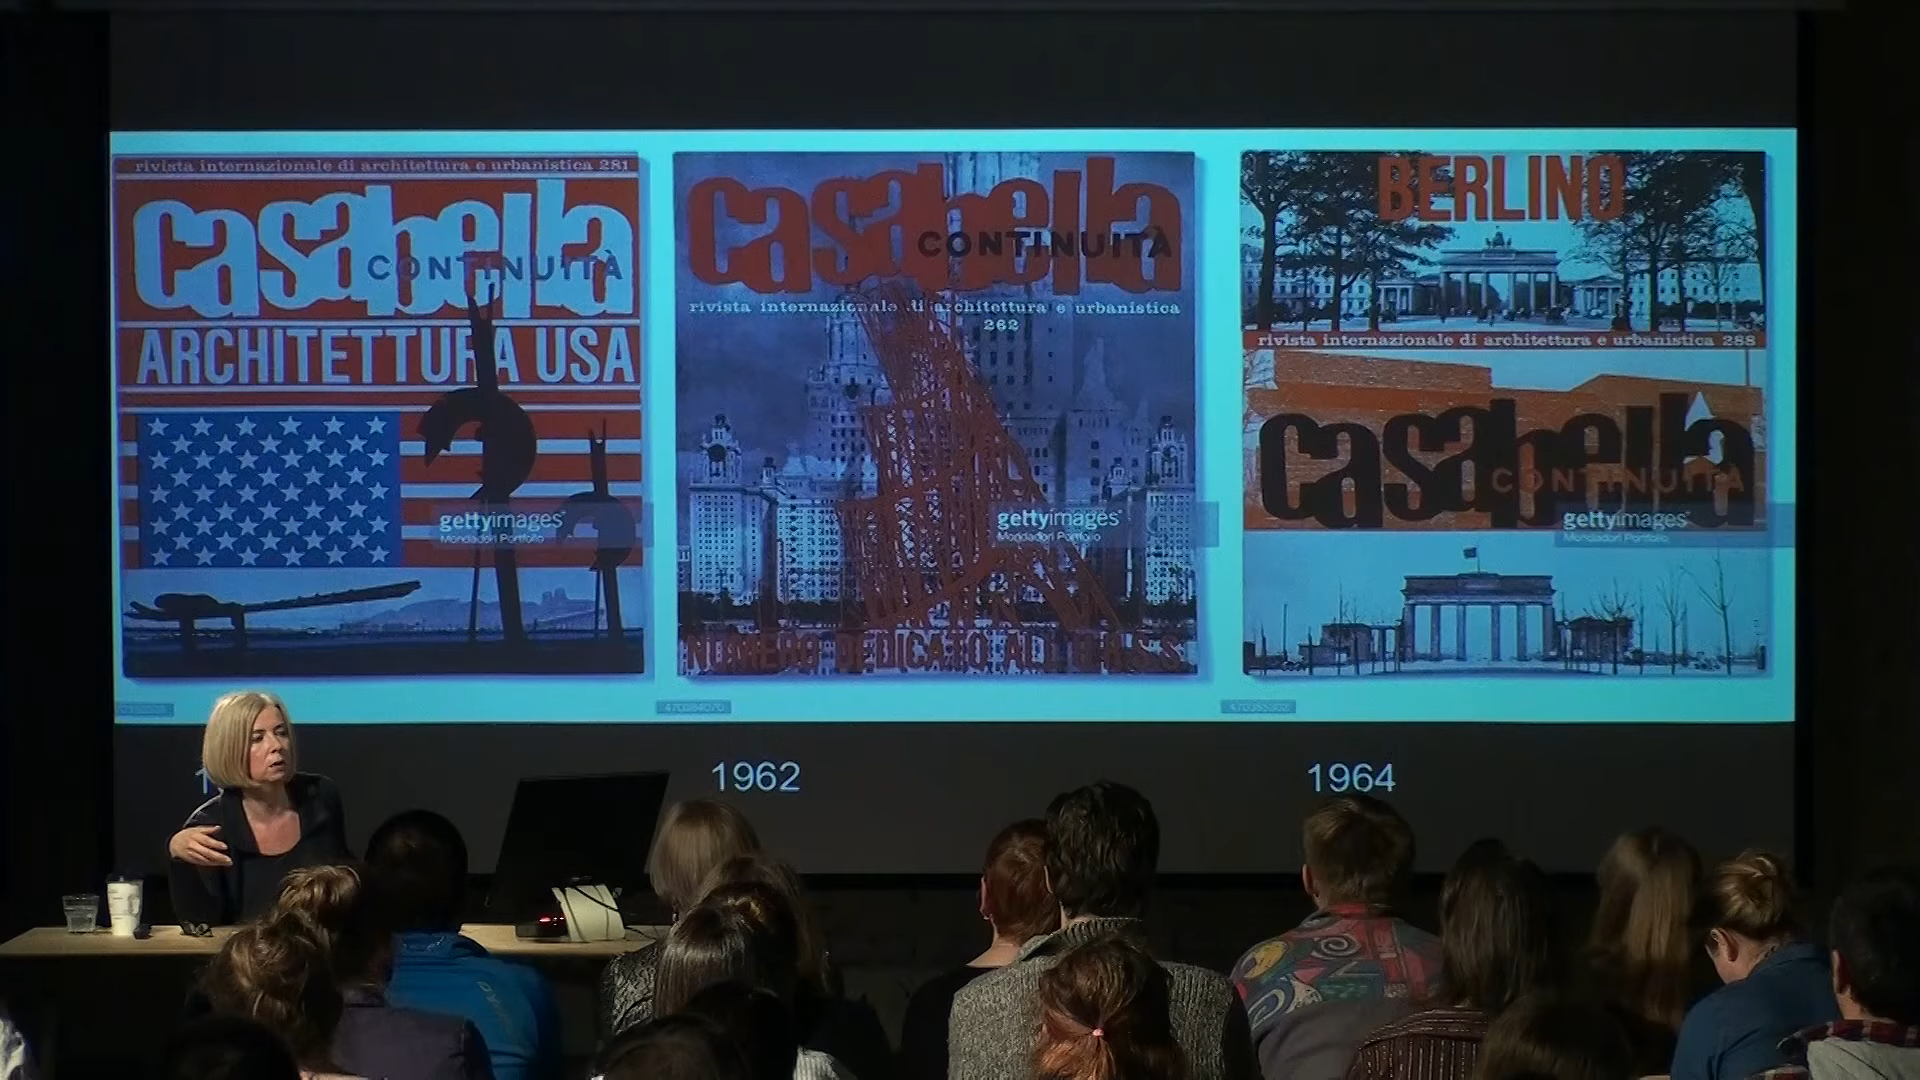 rivista internazionale di architettura e urbanistica 281
casabella
CONTINUITÀ
ARCHITETTURA USA
gettyimages®
Mondadori Portfolio
casabella
CONTINUITÀ
rivista internazionale di architettura e urbanistica
262
gettyimages®
Mondadori Portfolio
NUMERO DEDICATO ALL'U.R.S.S.
470384070
BERLINO
rivista internazionale di architettura e urbanistica 288
casabella
CONTINUITÀ
gettyimages®
Mondadori Portfolio
1962
1964